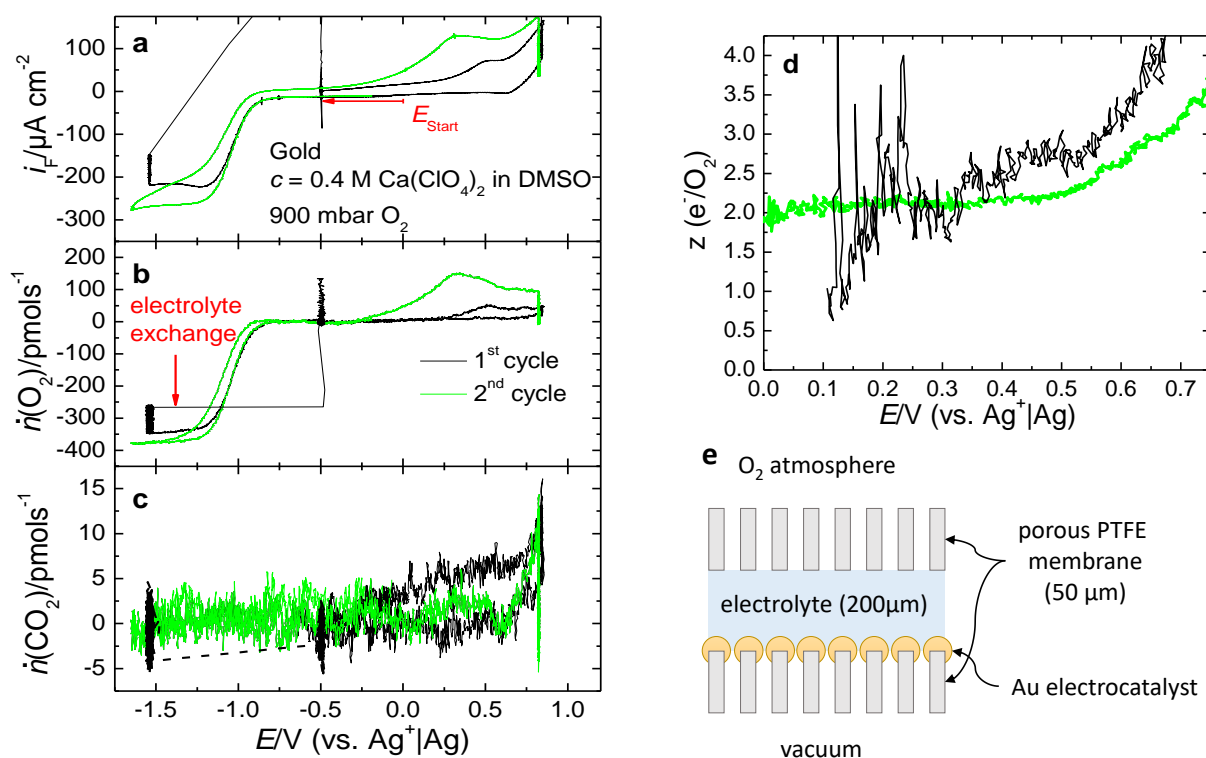 a
100
0
-100
-200
-300
i_F/µA cm⁻²
E_Start
Gold
c = 0.4 M Ca(ClO₄)₂ in DMSO
900 mbar O₂
b
200
100
0
-100
-200
-300
-400
ṅ(O₂)/pmols⁻¹
electrolyte
exchange
1ˢᵗ cycle
2ⁿᵈ cycle
c
15
10
5
0
-5
ṅ(CO₂)/pmols⁻¹
-1.5 -1.0 -0.5 0.0 0.5 1.0
E/V (vs. Ag⁺|Ag)
d
4.0
3.5
3.0
2.5
2.0
1.5
1.0
0.5
0.0
z (e⁻/O₂)
0.0 0.1 0.2 0.3 0.4 0.5 0.6 0.7
E/V (vs. Ag⁺|Ag)
e
O₂ atmosphere
porous PTFE
membrane
(50 µm)
electrolyte (200µm)
Au electrocatalyst
vacuum